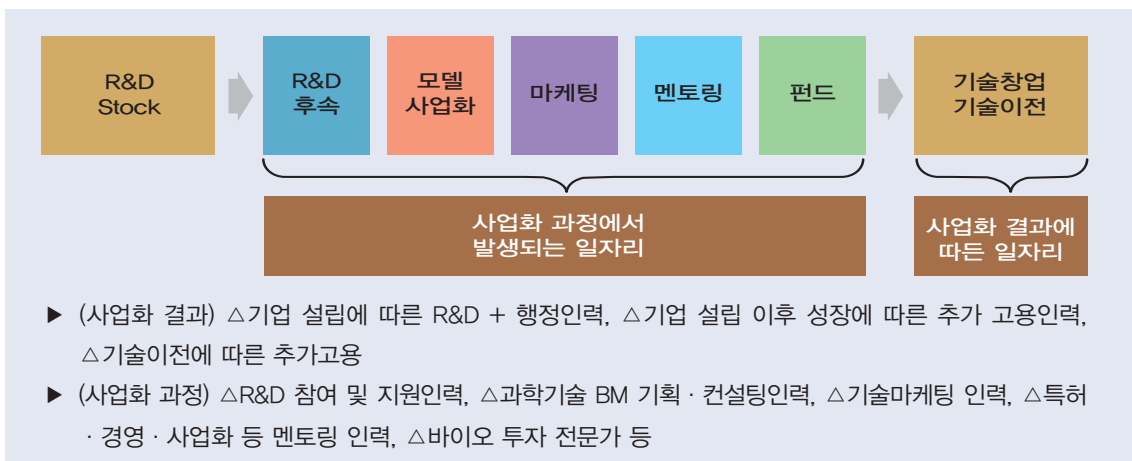 R&D
Stock
R&D
후속
모델
사업화
마케팅
멘토링
펀드
기술창업
기술이전
사업화 과정에서
발생되는 일자리
사업화 결과에
따든 일자리
▶ (사업화 결과) △기업 설립에 따른 R&D + 행정인력, △기업 설립 이후 성장에 따른 추가 고용인력,
△기술이전에 따른 추가고용
▶ (사업화 과정) △R&D 참여 및 지원인력, △과학기술 BM 기획 · 컨설팅인력, △기술마케팅 인력, △특허
· 경영 · 사업화 등 멘토링 인력, △바이오 투자 전문가 등